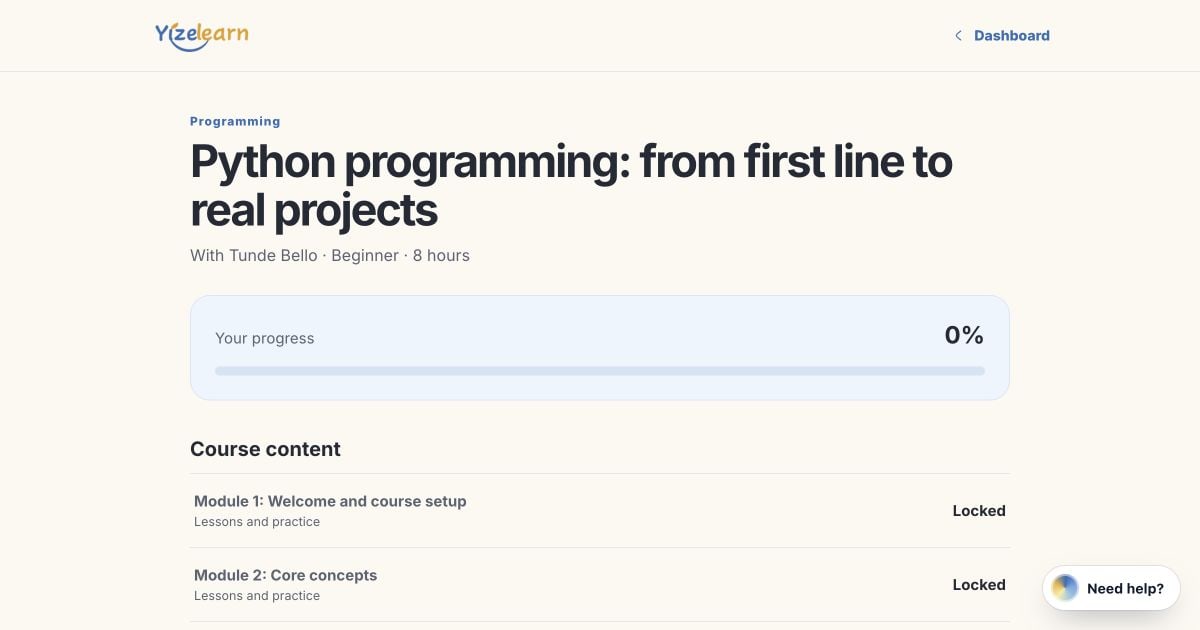 Yizelearn
Dashboard
Programming
Python programming: from first line to
real projects
With Tunde Bello · Beginner · 8 hours
Your progress
0%
Course content
Module 1: Welcome and course setup
Lessons and practice
Locked
Module 2: Core concepts
Lessons and practice
Locked
Need help?